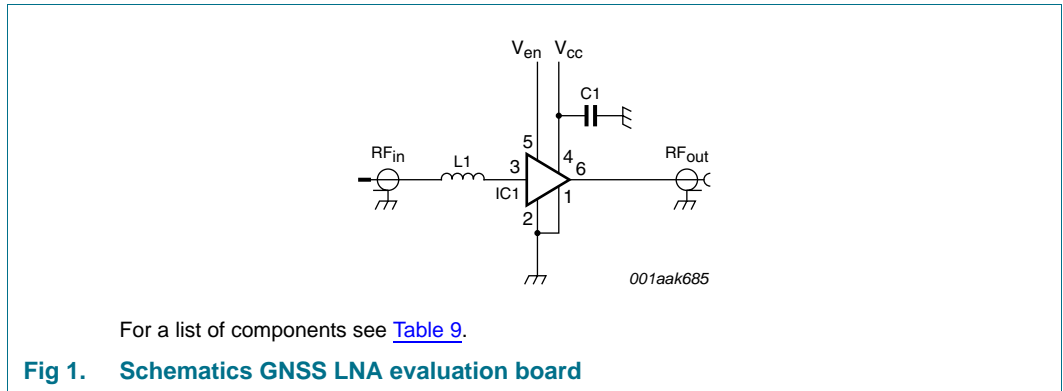 Ven Vcc
C1
5
4
RFin
L1
3
6
RFout
IC1
1
2
001aak685
For a list of components see Table 9.
Fig 1. Schematics GNSS LNA evaluation board